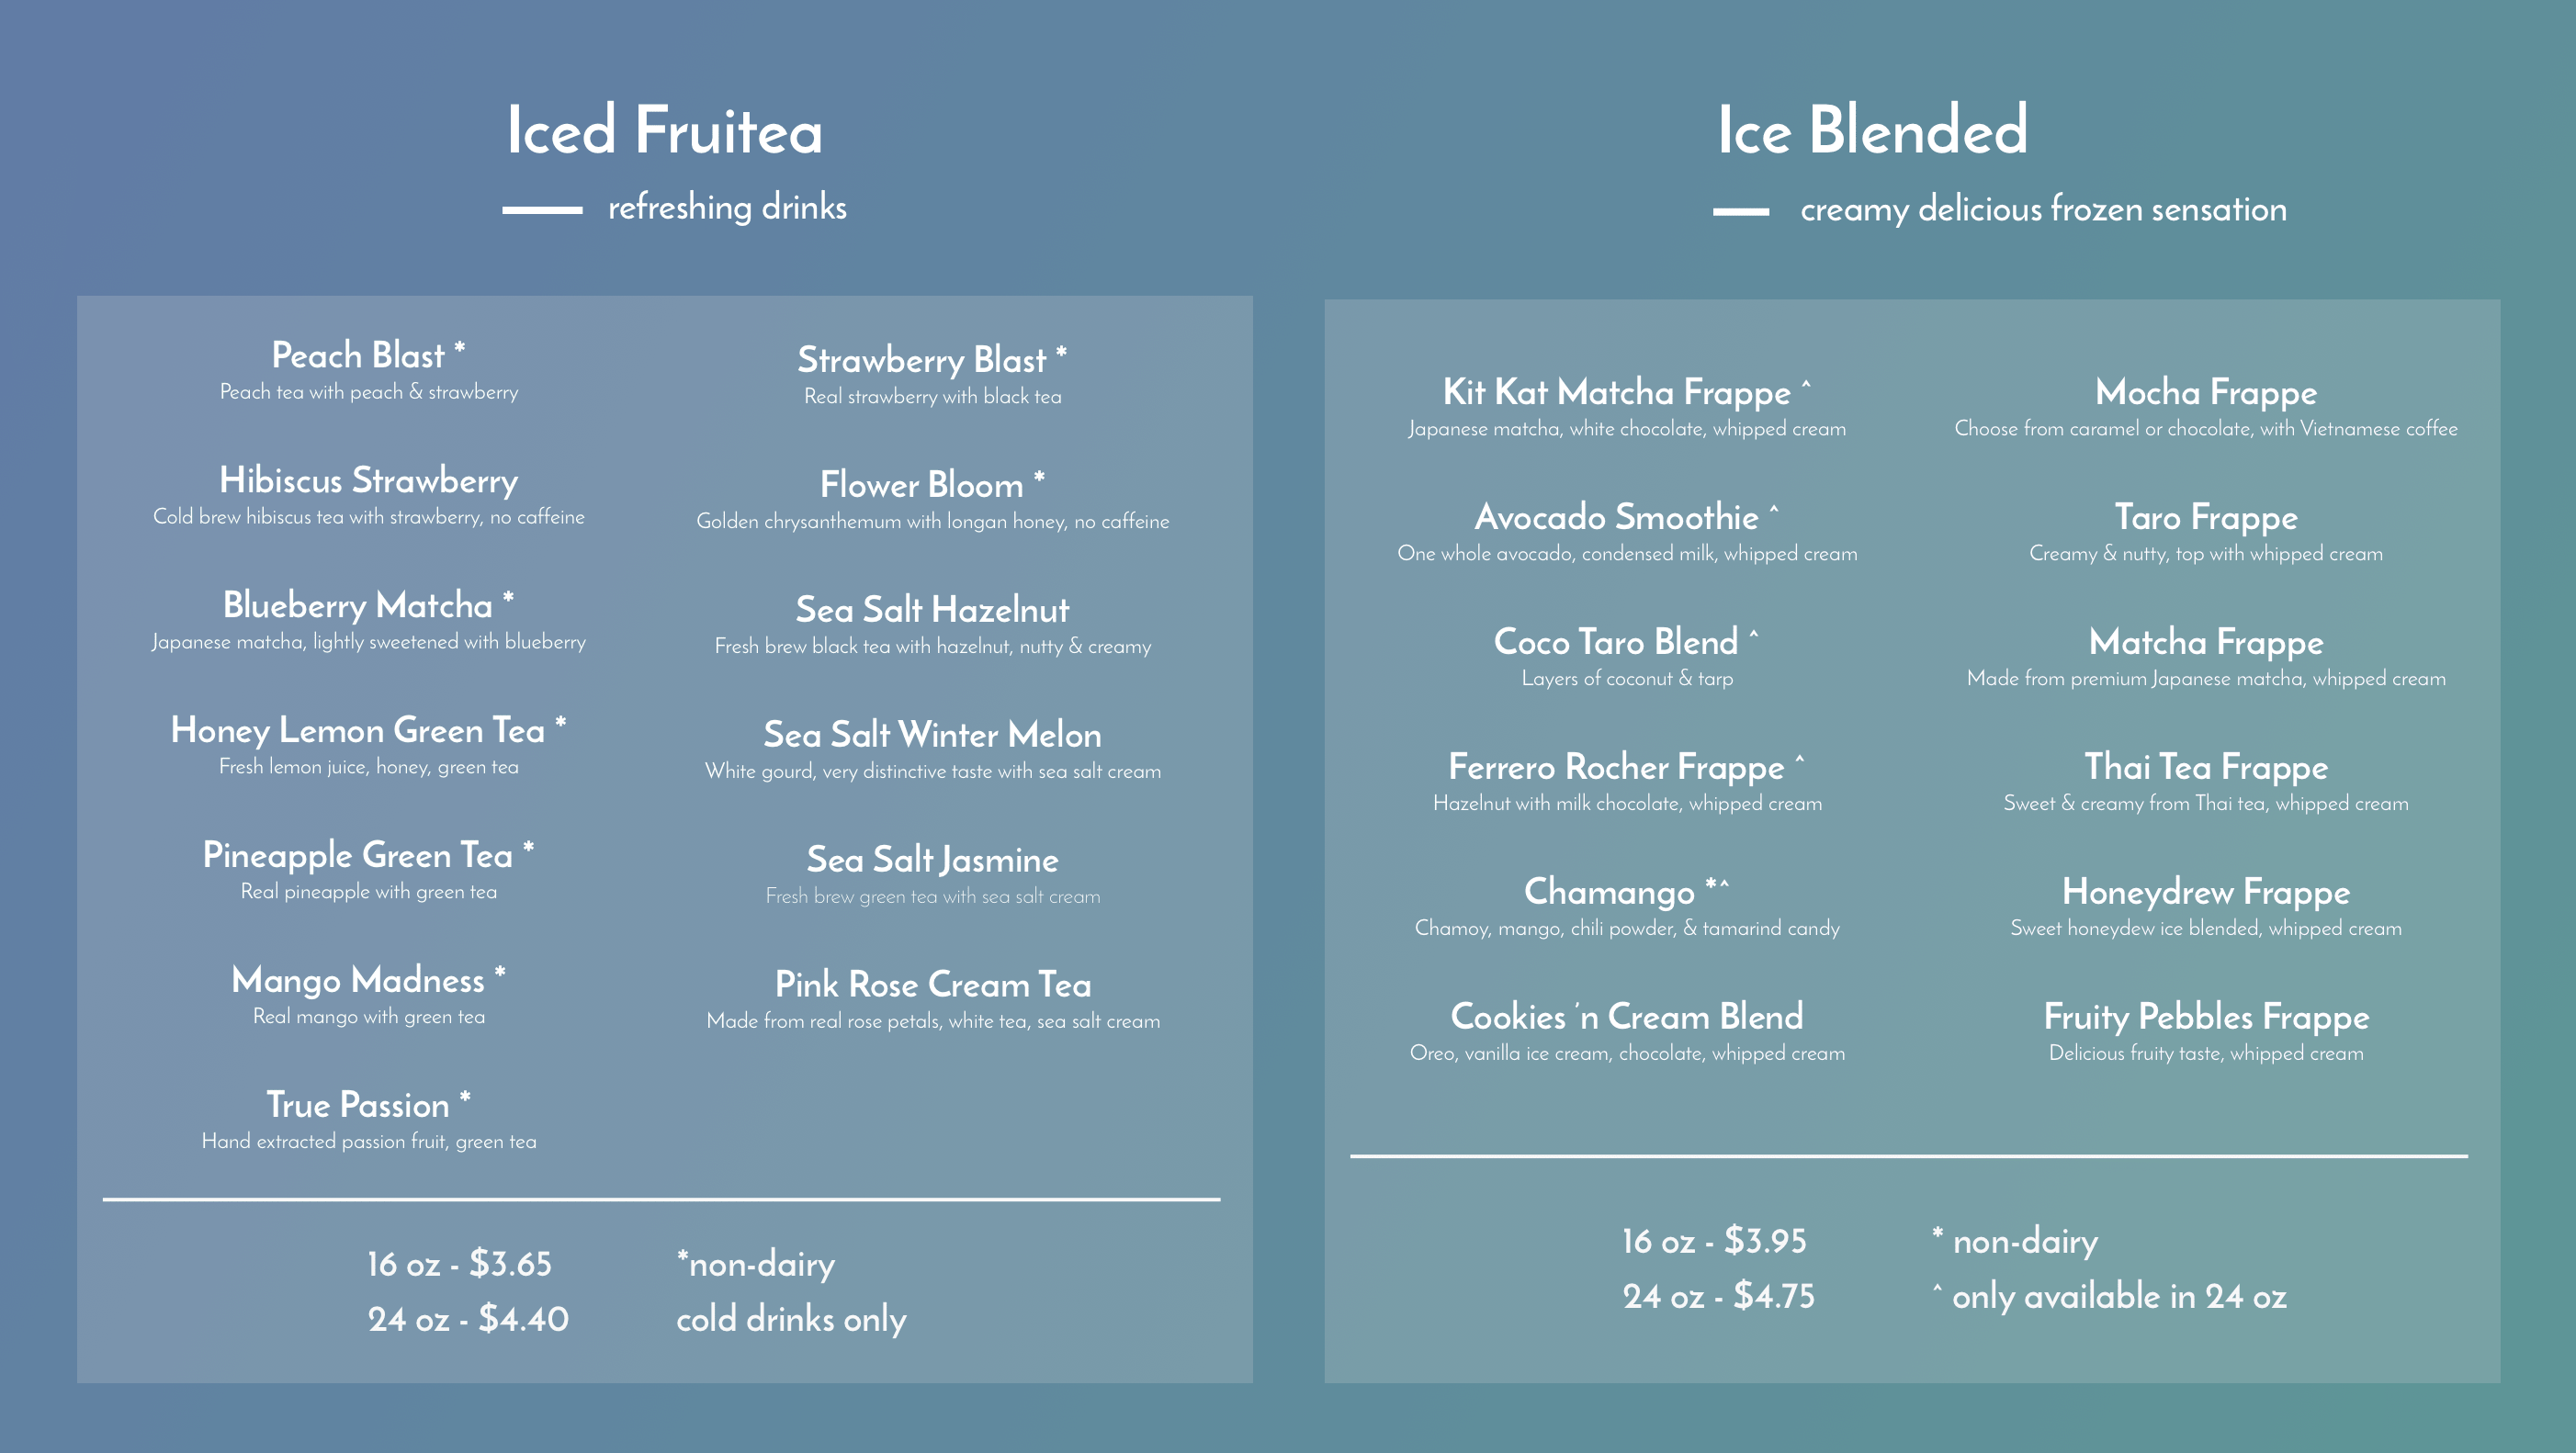 Iced Fruitea
refreshing drinks
Peach Blast *
Peach tea with peach & strawberry
Hibiscus Strawberry
Cold brew hibiscus tea with strawberry, no caffeine
Blueberry Matcha *
Japanese matcha, lightly sweetened with blueberry
Honey Lemon Green Tea *
Fresh lemon juice, honey, green tea
Pineapple Green Tea *
Real pineapple with green tea
Mango Madness *
Real mango with green tea
True Passion *
Hand extracted passion fruit, green tea
Strawberry Blast *
Real strawberry with black tea
Flower Bloom *
Golden chrysanthemum with longan honey, no caffeine
Sea Salt Hazelnut
Fresh brew black tea with hazelnut, nutty & creamy
Sea Salt Winter Melon
White gourd, very distinctive taste with sea salt cream
Sea Salt Jasmine
Fresh brew green tea with sea salt cream
Pink Rose Cream Tea
Made from real rose petals, white tea, sea salt cream
16 oz - $3.65
24 oz - $4.40
*non-dairy
cold drinks only
Ice Blended
creamy delicious frozen sensation
Kit Kat Matcha Frappe ^
Japanese matcha, white chocolate, whipped cream
Avocado Smoothie ^
One whole avocado, condensed milk, whipped cream
Coco Taro Blend ^
Layers of coconut & tarp
Ferrero Rocher Frappe ^
Hazelnut with milk chocolate, whipped cream
Chamango *^
Chamoy, mango, chili powder, & tamarind candy
Cookies 'n Cream Blend
Oreo, vanilla ice cream, chocolate, whipped cream
Mocha Frappe
Choose from caramel or chocolate, with Vietnamese coffee
Taro Frappe
Creamy & nutty, top with whipped cream
Matcha Frappe
Made from premium Japanese matcha, whipped cream
Thai Tea Frappe
Sweet & creamy from Thai tea, whipped cream
Honeydrew Frappe
Sweet honeydew ice blended, whipped cream
Fruity Pebbles Frappe
Delicious fruity taste, whipped cream
16 oz - $3.95
24 oz - $4.75
* non-dairy
^ only available in 24 oz